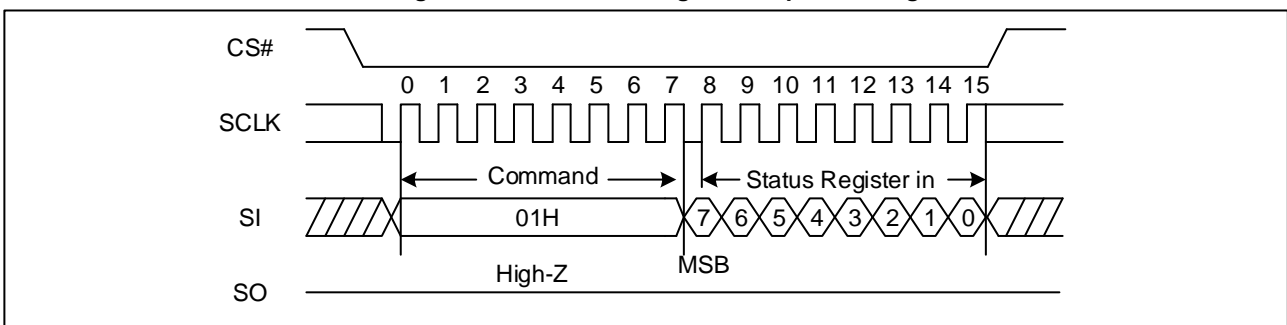 CS#
0 1 2 3 4 5 6 7 8 9 10 11 12 13 14 15
SCLK
Command
Status Register in
SI
01H
7 6 5 4 3 2 1 0
High-Z
MSB
SO